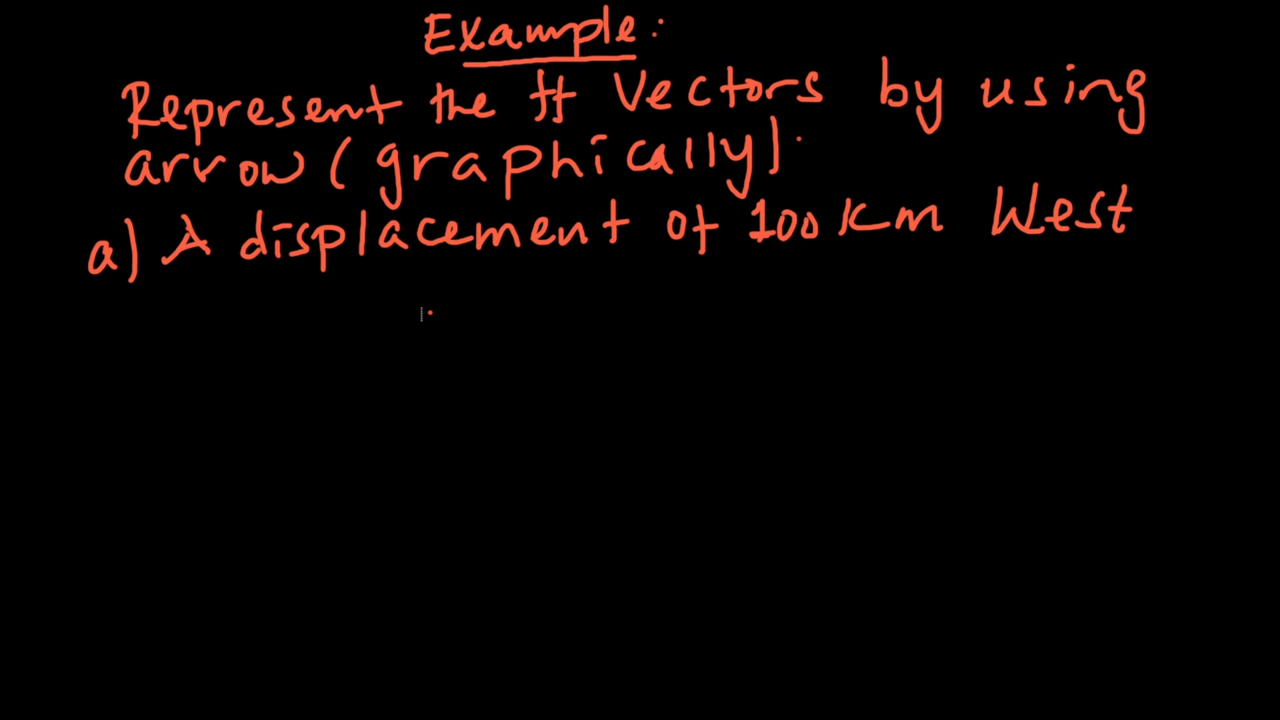 Example:
Represent the ff Vectors by using
arrow (graphically).
a) A displacement of 100 km West